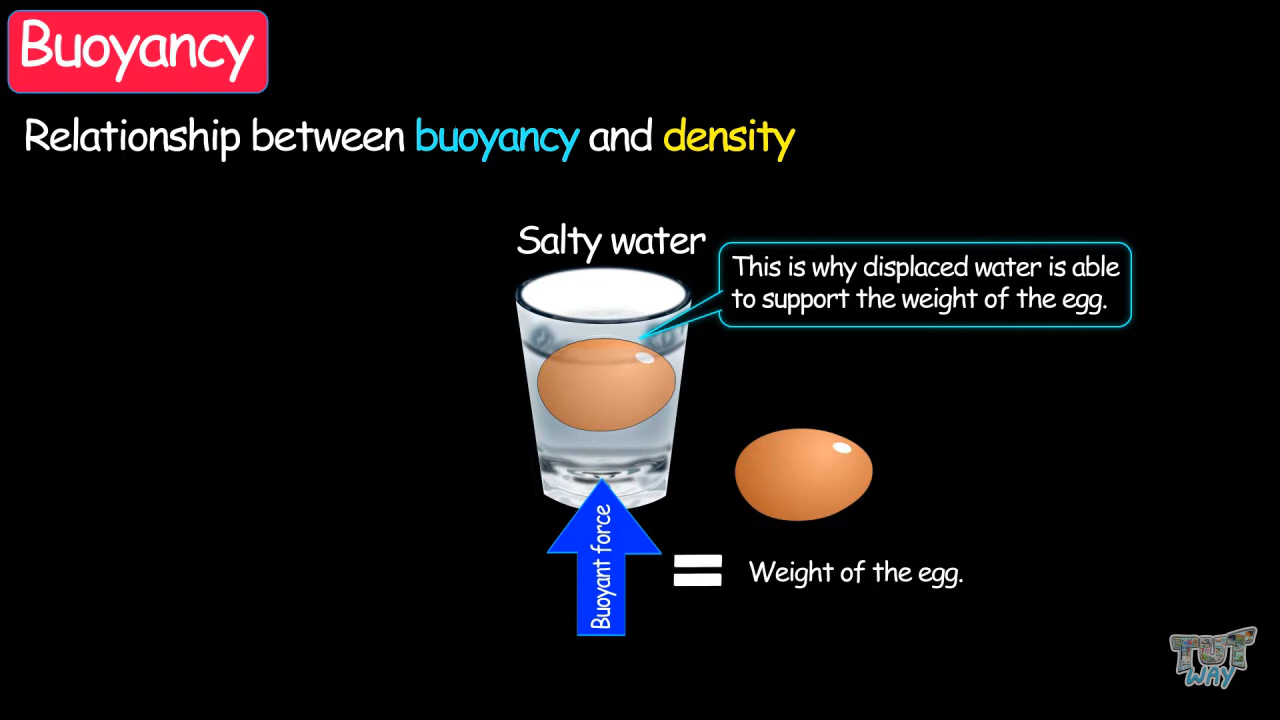 Buoyancy
Relationship between buoyancy and density
Salty water
This is why displaced water is able
to support the weight of the egg.
Buoyant force
Weight of the egg.
TUT
WAY